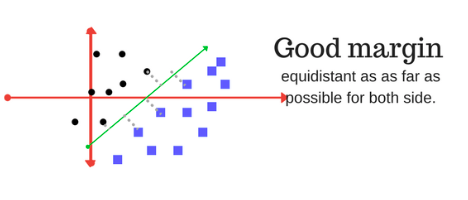 Good margin
equidistant as as far as
possible for both side.